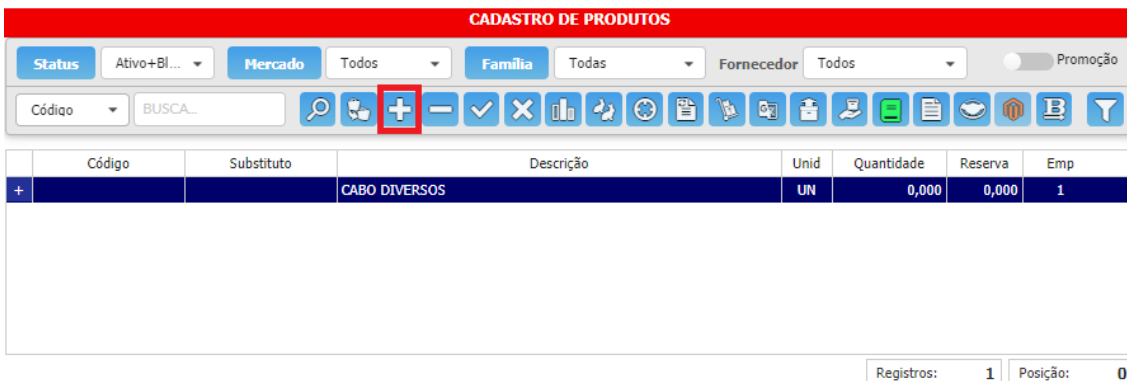 CADASTRO DE PRODUTOS
Status Ativo+Bl... Mercado Todos Família Todas Fornecedor Todos Promoção
Código BUSCA... B
Código Substituto Descrição Unid Quantidade Reserva Emp
+ CABO DIVERSOS UN 0,000 0,000 1
Registros: 1 Posição: 0